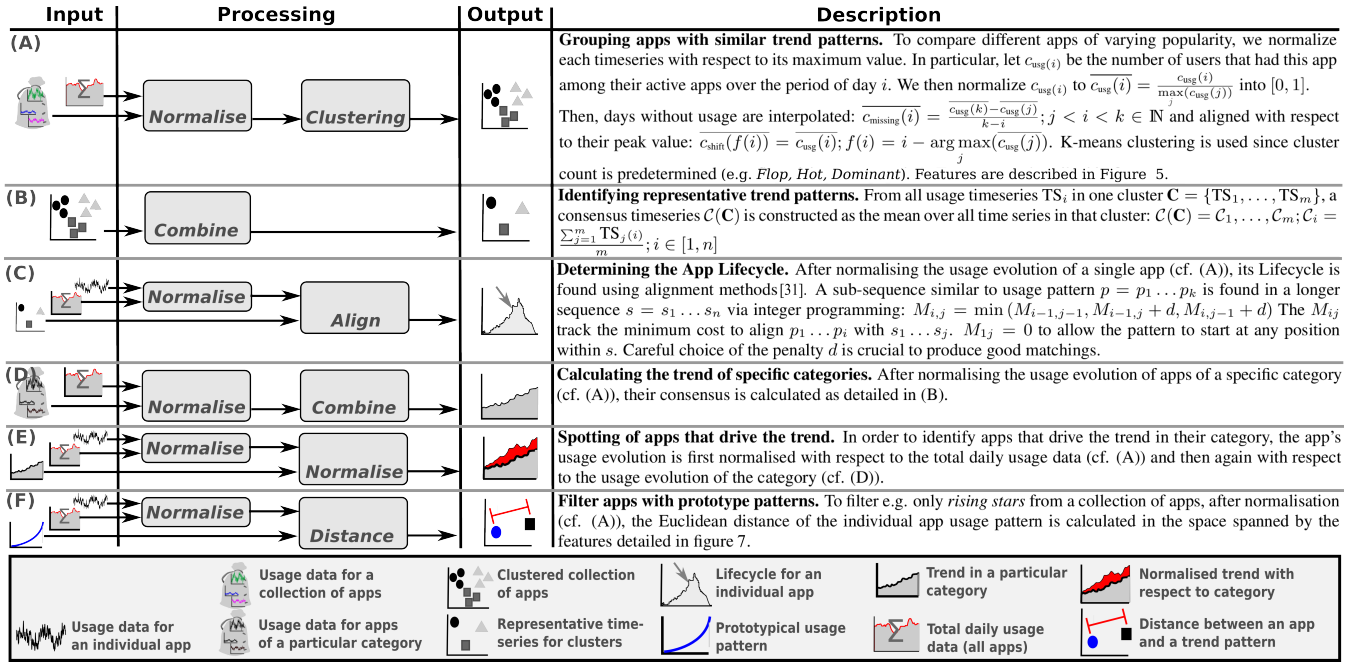 Input Processing Output Description
(A)
Normalise Clustering
Grouping apps with similar trend patterns. To compare different apps of varying popularity, we normalize
each timeseries with respect to its maximum value. In particular, let c_usg(i) be the number of users that had this app
among their active apps over the period of day i. We then normalize c_usg(i) to \overline{c_usg(i)} = \frac{c_usg(i)}{\max_j(c_usg(j))} into [0, 1].
Then, days without usage are interpolated: \overline{c_missing(i)} = \frac{\overline{c_usg(k)}-\overline{c_usg(j)}}{k-i}; j < i < k ∈ ℕ and aligned with respect
to their peak value: \overline{c_shift(f(i))} = \overline{c_usg(i)}; f(i) = i − arg max_j(\overline{c_usg(j)}). K-means clustering is used since cluster
count is predetermined (e.g. Flop, Hot, Dominant). Features are described in Figure 5.
(B)
Combine
Identifying representative trend patterns. From all usage timeseries TS_i in one cluster C = {TS_1, . . . , TS_m}, a
consensus timeseries 𝒞(C) is constructed as the mean over all time series in that cluster: 𝒞(C) = 𝒞_1, . . . , 𝒞_m; 𝒞_i =
\frac{\sum_{j=1}^{m} TS_j(i)}{m}; i ∈ [1, n]
(C)
Σ
Normalise
Align
Determining the App Lifecycle. After normalising the usage evolution of a single app (cf. (A)), its Lifecycle is
found using alignment methods[31]. A sub-sequence similar to usage pattern p = p_1 . . . p_k is found in a longer
sequence s = s_1 . . . s_n via integer programming: M_{i,j} = min (M_{i−1,j−1}, M_{i−1,j} + d, M_{i,j−1} + d) The M_{ij}
track the minimum cost to align p_1 . . . p_i with s_1 . . . s_j. M_{1j} = 0 to allow the pattern to start at any position
within s. Careful choice of the penalty d is crucial to produce good matchings.
(D)
Σ
Normalise Combine
Calculating the trend of specific categories. After normalising the usage evolution of apps of a specific category
(cf. (A)), their consensus is calculated as detailed in (B).
(E)
Σ
Normalise
Normalise
Spotting of apps that drive the trend. In order to identify apps that drive the trend in their category, the app's
usage evolution is first normalised with respect to the total daily usage data (cf. (A)) and then again with respect
to the usage evolution of the category (cf. (D)).
(F)
Σ
Normalise
Distance
Filter apps with prototype patterns. To filter e.g. only rising stars from a collection of apps, after normalisation
(cf. (A)), the Euclidean distance of the individual app usage pattern is calculated in the space spanned by the
features detailed in figure 7.
Usage data for
an individual app
Usage data for a
collection of apps
Usage data for apps
of a particular category
Clustered collection
of apps
Representative time-
series for clusters
Lifecycle for an
individual app
Prototypical usage
pattern
Trend in a particular
category
Σ
Total daily usage
data (all apps)
Normalised trend with
respect to category
Distance between an app
and a trend pattern